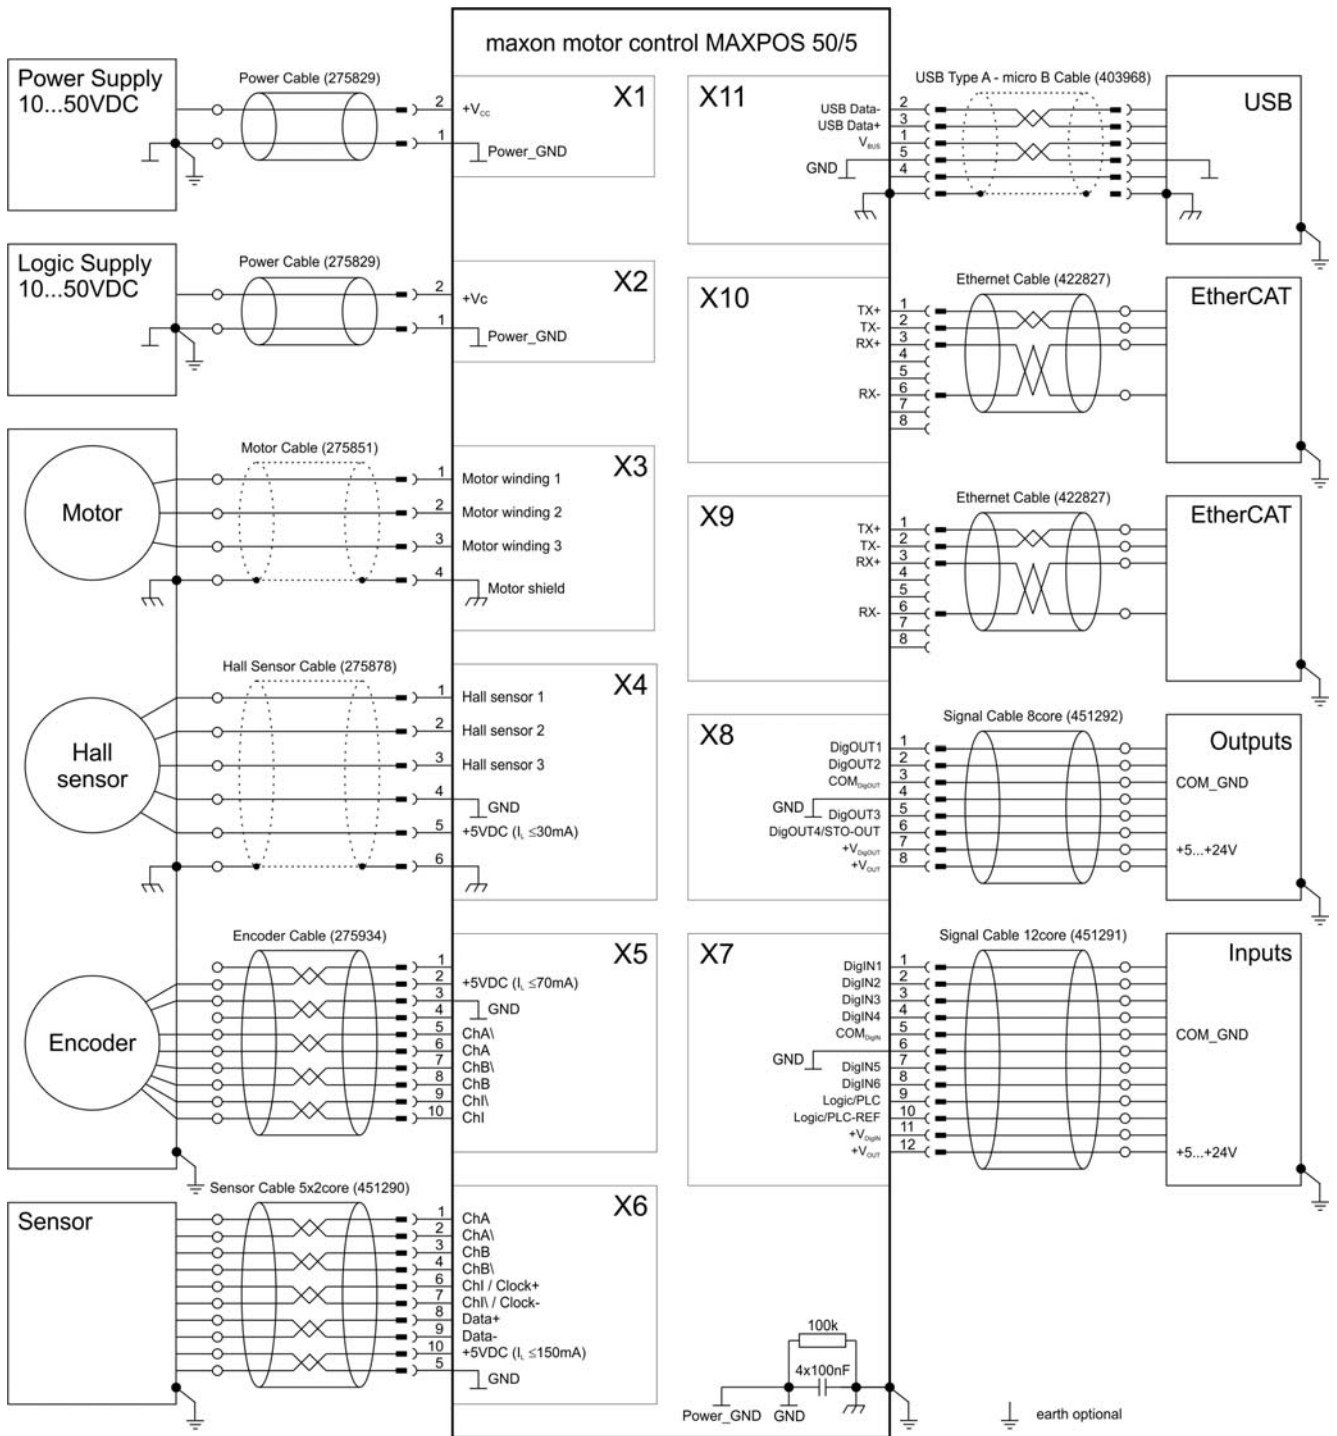 maxon motor control MAXPOS 50/5
Power Supply
10...50VDC
Power Cable (275829)
2
+Vcc
1
Power_GND
X1
Logic Supply
10...50VDC
Power Cable (275829)
2
+Vc
1
Power_GND
X2
Motor
Motor Cable (275851)
1
Motor winding 1
2
Motor winding 2
3
Motor winding 3
4
Motor shield
X3
Hall
sensor
Hall Sensor Cable (275878)
1
Hall sensor 1
2
Hall sensor 2
3
Hall sensor 3
4
GND
5
+5VDC (IL ≤30mA)
6
X4
Encoder
Encoder Cable (275934)
1
2
+5VDC (IL ≤70mA)
3
GND
4
5
ChA\
6
ChA
7
ChB\
8
ChB
9
ChI\
10
ChI
X5
Sensor
Sensor Cable 5x2core (451290)
1
ChA
2
ChA\
3
ChB
4
ChB\
6
ChI / Clock+
7
ChI\ / Clock-
8
Data+
9
Data-
10
+5VDC (IL ≤150mA)
5
GND
X6
X11
USB Type A - micro B Cable (403968)
USB
USB Data-
2
USB Data+
3
VBUS
1
5
GND
4
X10
Ethernet Cable (422827)
EtherCAT
TX+
1
TX-
2
RX+
3
4
5
RX-
6
7
8
X9
Ethernet Cable (422827)
EtherCAT
TX+
1
TX-
2
RX+
3
4
5
RX-
6
7
8
X8
Signal Cable 8core (451292)
Outputs
DigOUT1
1
DigOUT2
2
COMDigOUT
3
COM_GND
GND
4
DigOUT3
5
DigOUT4/STO-OUT
6
+VDigOUT
7
+5...+24V
+VOUT
8
X7
Signal Cable 12core (451291)
Inputs
DigIN1
1
DigIN2
2
DigIN3
3
DigIN4
4
COMDigIN
5
COM_GND
GND
6
DigIN5
7
DigIN6
8
Logic/PLC
9
Logic/PLC-REF
10
+VDigIN
11
+VOUT
12
+5...+24V
100k
4x100nF
Power_GND
GND
earth optional